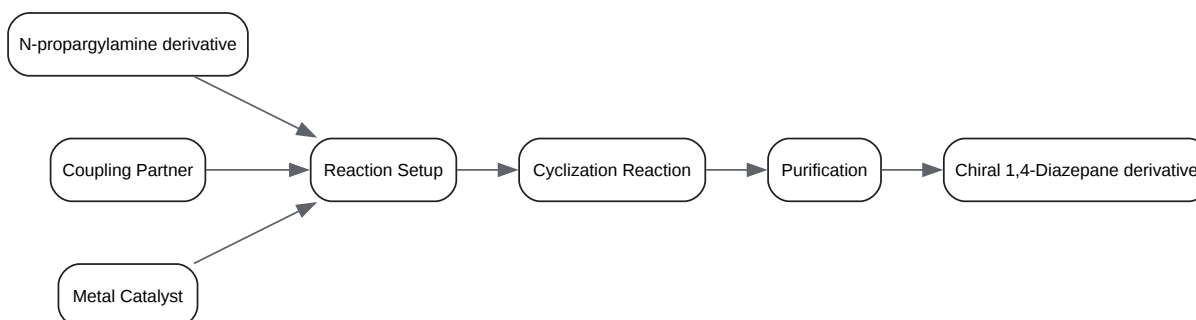 N-propargylamine derivative
Coupling Partner
Reaction Setup
Cyclization Reaction
Purification
Chiral 1,4-Diazepane derivative
Metal Catalyst